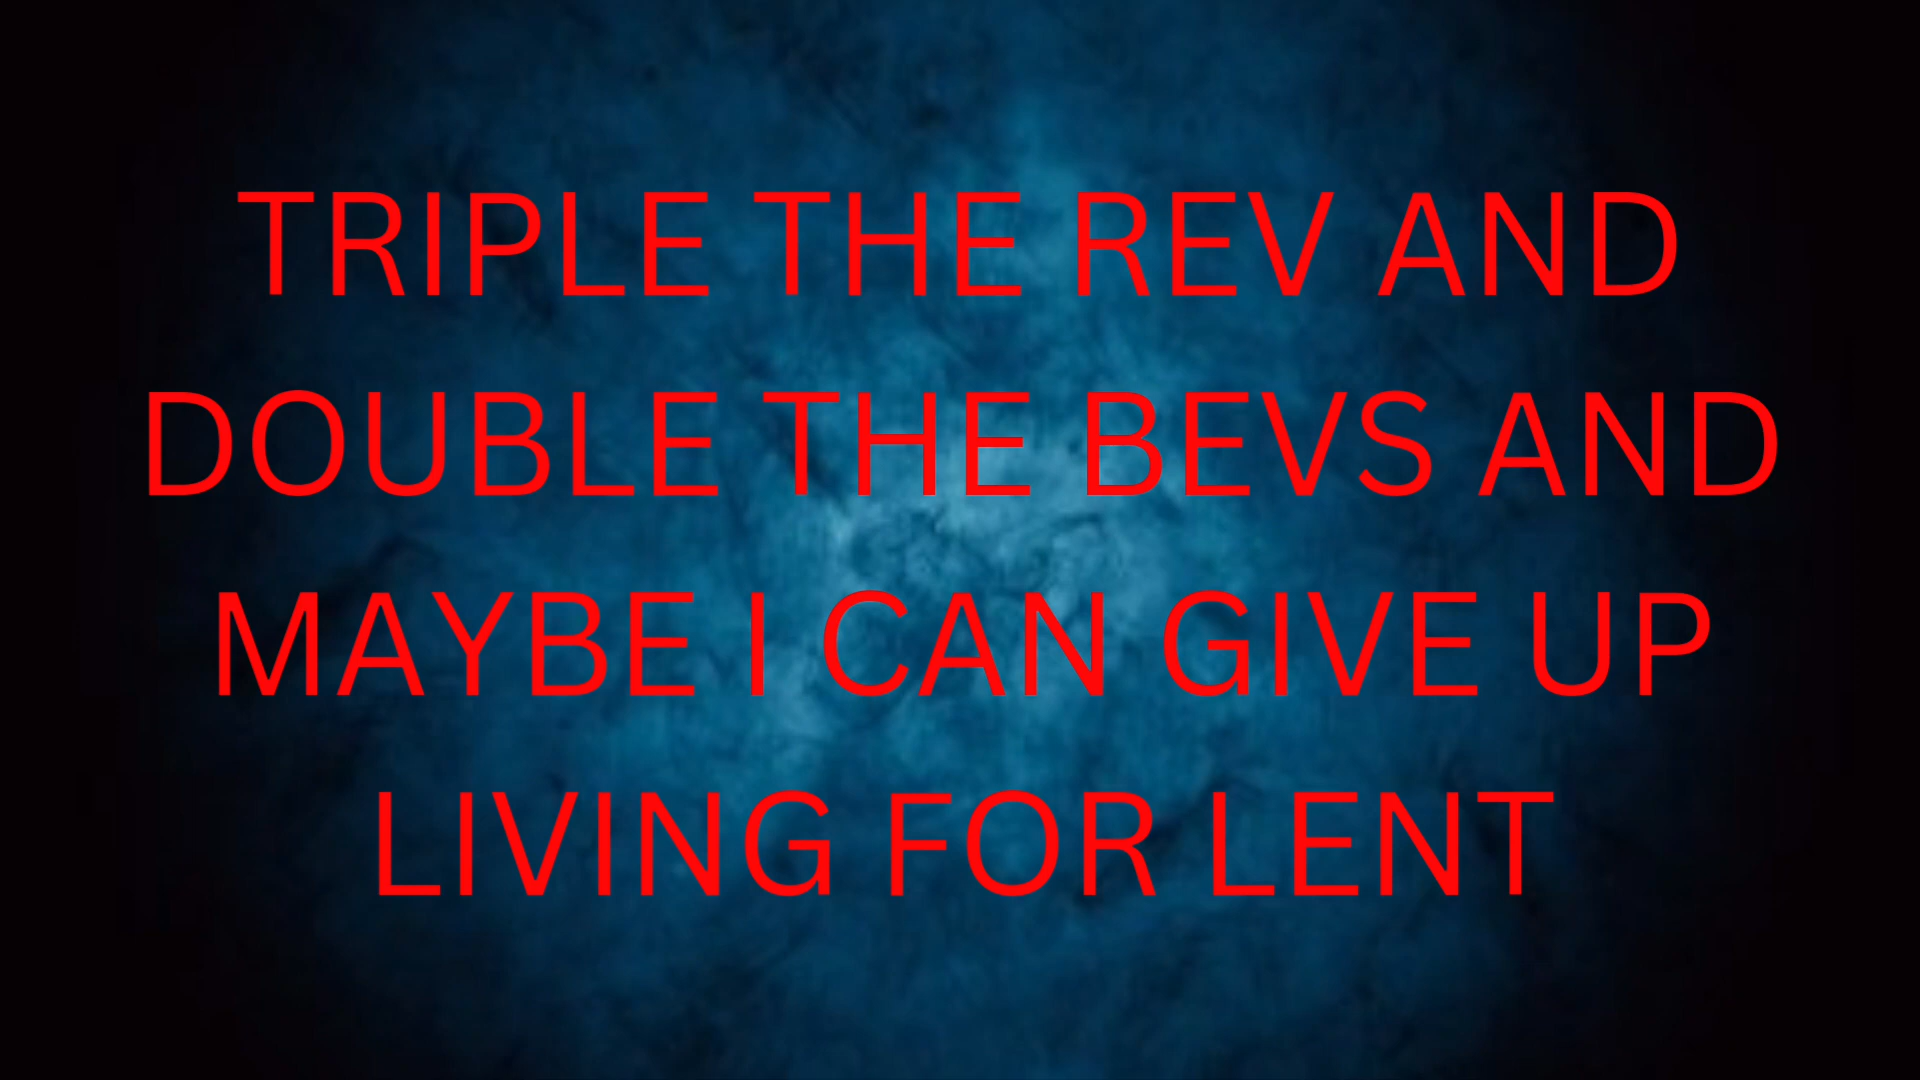 TRIPLE THE REV AND
DOUBLE THE BEVS AND
MAYBE I CAN GIVE UP
LIVING FOR LENT